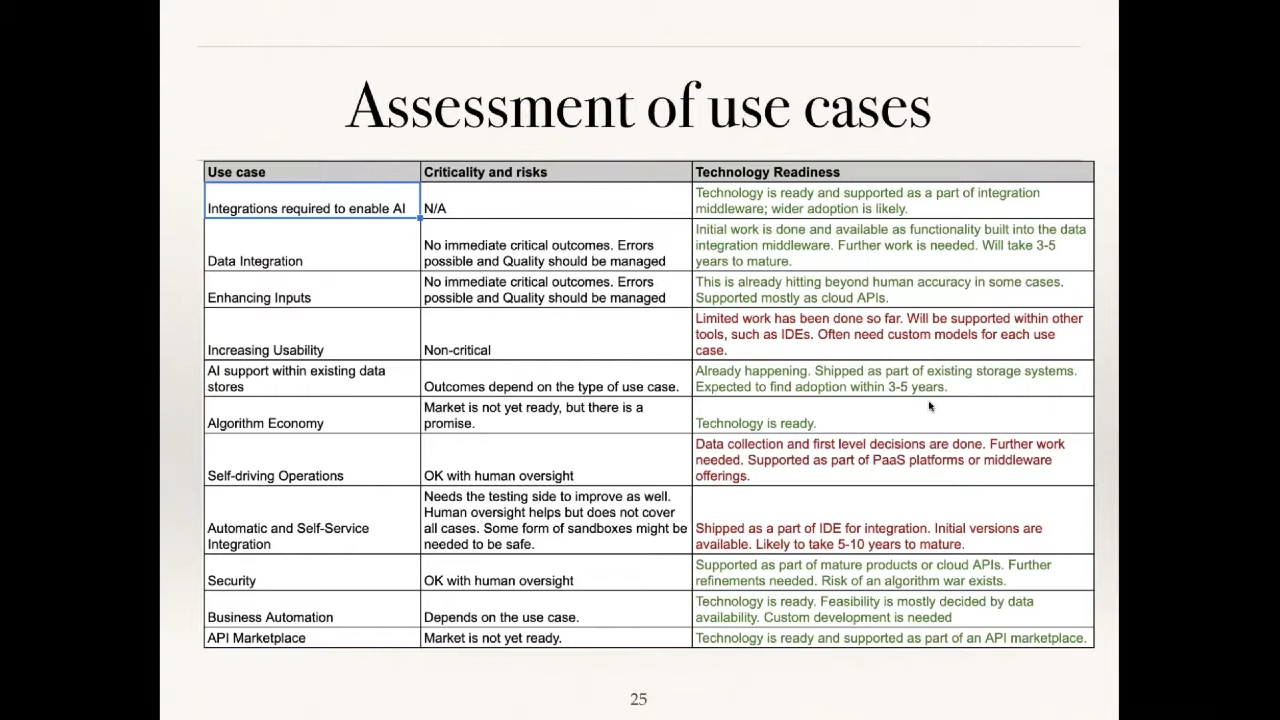 Assessment of use cases
Use case
Criticality and risks
Technology Readiness
Integrations required to enable AI
N/A
Technology is ready and supported as a part of integration
middleware; wider adoption is likely.
Data Integration
No immediate critical outcomes. Errors
possible and Quality should be managed
Initial work is done and available as functionality built into the data
integration middleware. Further work is needed. Will take 3-5
years to mature.
Enhancing Inputs
No immediate critical outcomes. Errors
possible and Quality should be managed
This is already hitting beyond human accuracy in some cases.
Supported mostly as cloud APIs.
Increasing Usability
Non-critical
Limited work has been done so far. Will be supported within other
tools, such as IDEs. Often need custom models for each use
case.
AI support within existing data
stores
Outcomes depend on the type of use case.
Already happening. Shipped as part of existing storage systems.
Expected to find adoption within 3-5 years.
Algorithm Economy
Market is not yet ready, but there is a
promise.
Technology is ready.
Self-driving Operations
OK with human oversight
Data collection and first level decisions are done. Further work
needed. Supported as part of PaaS platforms or middleware
offerings.
Automatic and Self-Service
Integration
Needs the testing side to improve as well.
Human oversight helps but does not cover
all cases. Some form of sandboxes might be
needed to be safe.
Shipped as a part of IDE for integration. Initial versions are
available. Likely to take 5-10 years to mature.
Security
OK with human oversight
Supported as part of mature products or cloud APIs. Further
refinements needed. Risk of an algorithm war exists.
Business Automation
Depends on the use case.
Technology is ready. Feasibility is mostly decided by data
availability. Custom development is needed
API Marketplace
Market is not yet ready.
Technology is ready and supported as part of an API marketplace.
25